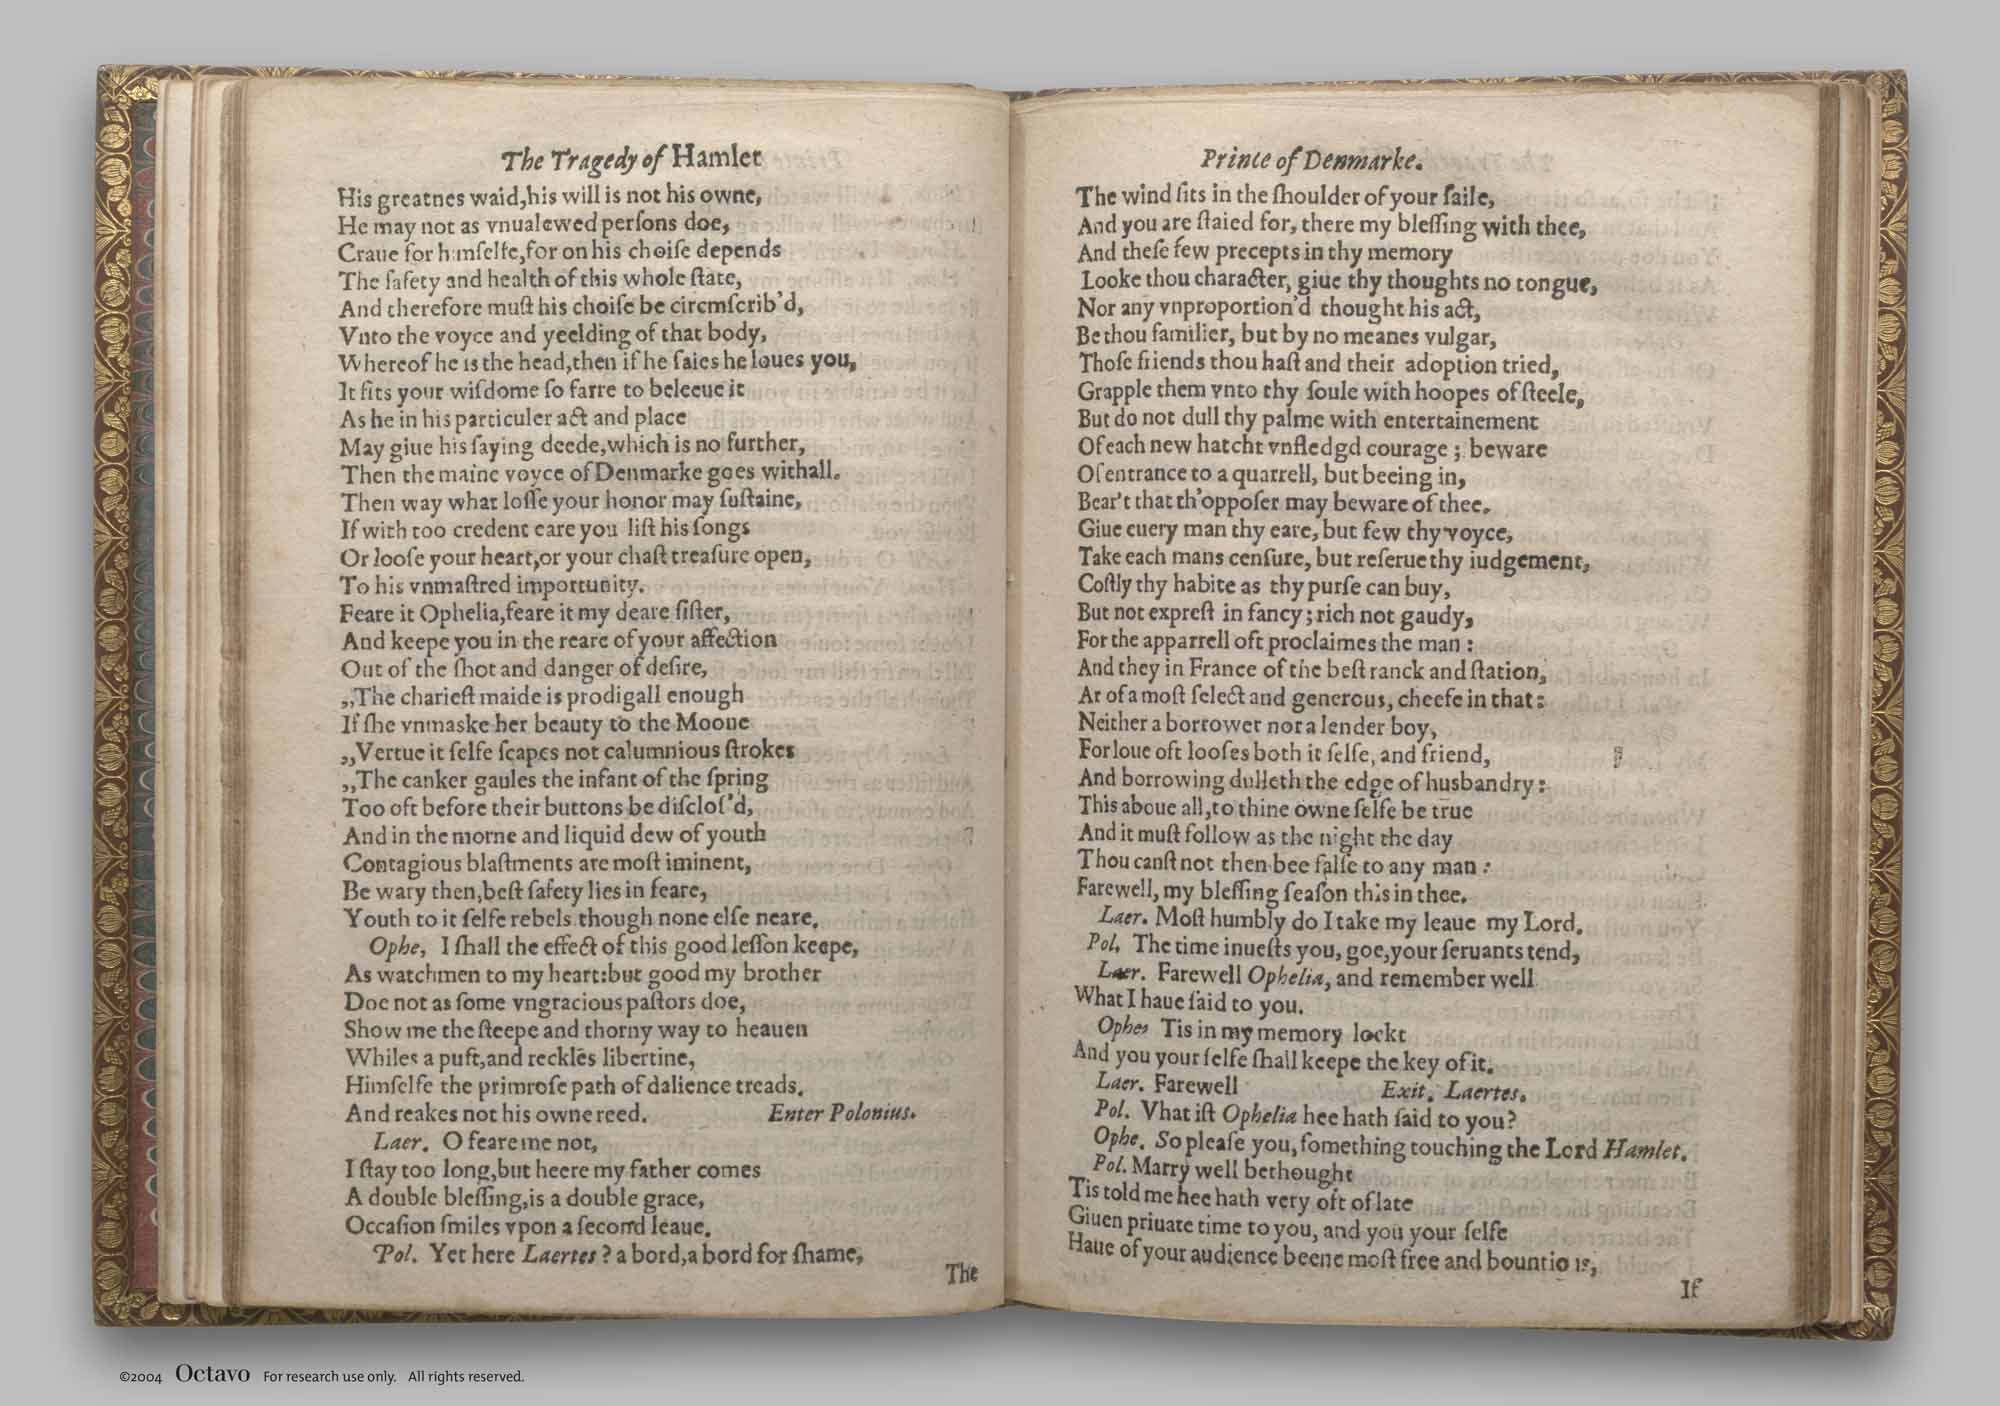 The Tragedy of Hamlet
His greatnes waid,his will is not his owne,
He may not as vnualewed perſons doe,
Craue for himſelfe,for on his choiſe depends
The ſafety and health of this whole ſtate,
And therefore muſt his choiſe be circmſcrib'd,
Vnto the voyce and yeelding of that body,
Whereof he is the head,then if he ſaies he loues you,
It fits your wiſdome ſo farre to beleeue it
As he in his particuler act and place
May giue his ſaying deede,which is no further,
Then the maine voyce of Denmarke goes withall.
Then way what loſſe your honor may ſuſtaine,
If with too credent eare you liſt his ſongs
Or looſe your heart,or your chaſt treaſure open,
To his vnmaſtred importunity.
Feare it Ophelia,feare it my deare ſiſter,
And keepe you in the reare of your affection
Out of the ſhot and danger of deſire,
,,The charieſt maide is prodigall enough
If ſhe vnmaske her beauty to the Moone
,,Vertue it ſelfe ſcapes not calumnious ſtrokes
,,The canker gaules the infant of the ſpring
Too oft before their buttons be diſcloſ'd,
And in the morne and liquid dew of youth
Contagious blaſtments are moſt iminent,
Be wary then,beſt ſafety lies in feare,
Youth to it ſelfe rebels though none elſe neare.
Ophe, I ſhall the effect of this good leſſon keepe,
As watchmen to my heart:but good my brother
Doe not as ſome vngracious paſtors doe,
Show me the ſteepe and thorny way to heauen
Whiles a puft,and reckles libertine,
Himſelfe the primroſe path of dalience treads.
And reakes not his owne reed. Enter Polonius.
Laer. O feare me not,
I ſtay too long,but heere my father comes
A double bleſſing,is a double grace,
Occaſion ſmiles vpon a ſecond leaue.
Pol. Yet here Laertes? a bord,a bord for ſhame,
The
Prince of Denmarke.
The wind ſits in the ſhoulder of your ſaile,
And you are ſtaied for, there my bleſſing with thee,
And theſe few precepts in thy memory
Looke thou character, giue thy thoughts no tongue,
Nor any vnproportion'd thought his act,
Be thou familier, but by no meanes vulgar,
Thoſe friends thou haſt and their adoption tried,
Grapple them vnto thy ſoule with hoopes of ſteele,
But do not dull thy palme with entertainement
Of each new hatcht vnfledgd courage; beware
Of entrance to a quarrell, but beeing in,
Bear't that th'oppoſer may beware of thee.
Giue euery man thy eare, but few thy voyce,
Take each mans cenſure, but reſerue thy iudgement,
Coſtly thy habite as thy purſe can buy,
But not expreſt in fancy; rich not gaudy,
For the apparrell oft proclaimes the man:
And they in France of the beſt ranck and ſtation,
Ar of a moſt ſelect and generous, cheefe in that:
Neither a borrower nor a lender boy,
For loue oft looſes both it ſelfe, and friend,
And borrowing dulleth the edge of husbandry:
This aboue all,to thine owne ſelfe be true
And it muſt follow as the night the day
Thou canſt not then bee falſe to any man:
Farewell, my bleſſing ſeaſon this in thee.
Laer. Moſt humbly do I take my leaue my Lord.
Pol. The time inueſts you, goe,your ſeruants tend,
Laer. Farewell Ophelia, and remember well
What I haue ſaid to you.
Ophe, Tis in my memory lockt
And you your ſelfe ſhall keepe the key of it.
Laer. Farewell Exit. Laertes.
Pol. Vhat iſt Ophelia hee hath ſaid to you?
Ophe. So pleaſe you, ſomething touching the Lord Hamlet.
Pol. Marry well bethought
Tis told me hee hath very oft of late
Giuen priuate time to you, and you your ſelfe
Haue of your audience beene moſt free and
If
©2004 Octavo For research use only. All rights reserved.